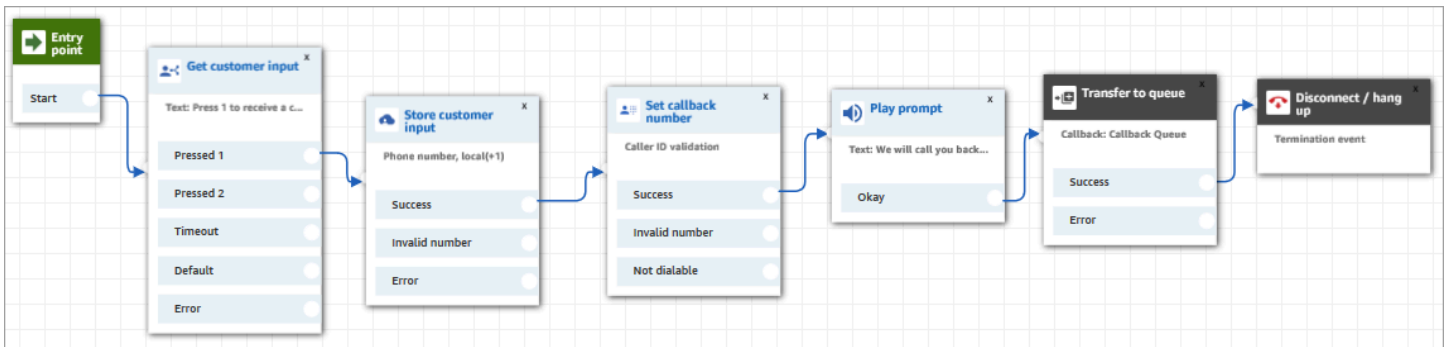 Entry
point
Start
Get customer input
x
Text: Press 1 to receive a c...
Pressed 1
Pressed 2
Timeout
Default
Error
Store customer
input
x
Phone number, local(+1)
Success
Invalid number
Error
Set callback
number
x
Caller ID validation
Success
Invalid number
Not dialable
Play prompt
x
Text: We will call you back...
Okay
Transfer to queue
x
Callback: Callback Queue
Success
Error
Disconnect / hang
up
x
Termination event